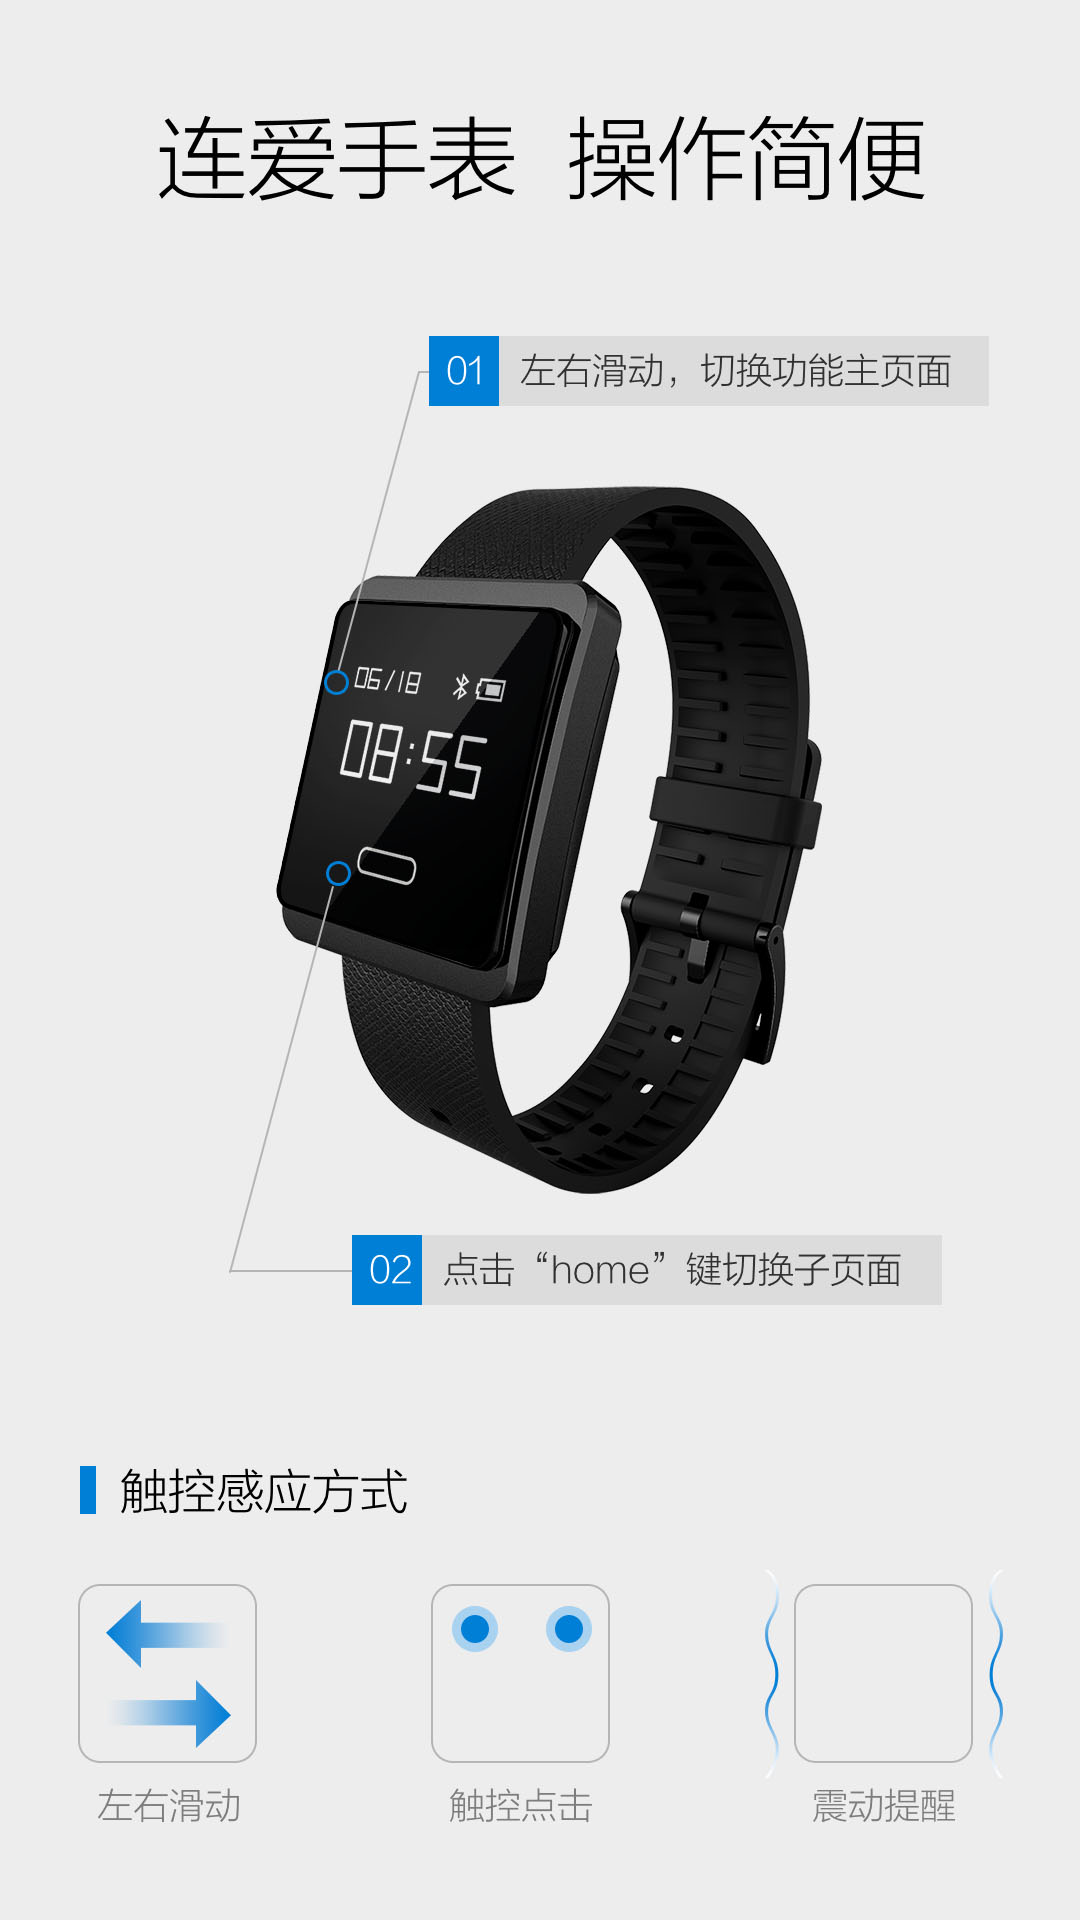 连爱手表 操作简便
01 左右滑动，切换功能主页面
06/18
08:55
02 点击“home”键切换子页面
触控感应方式
左右滑动 触控点击 震动提醒